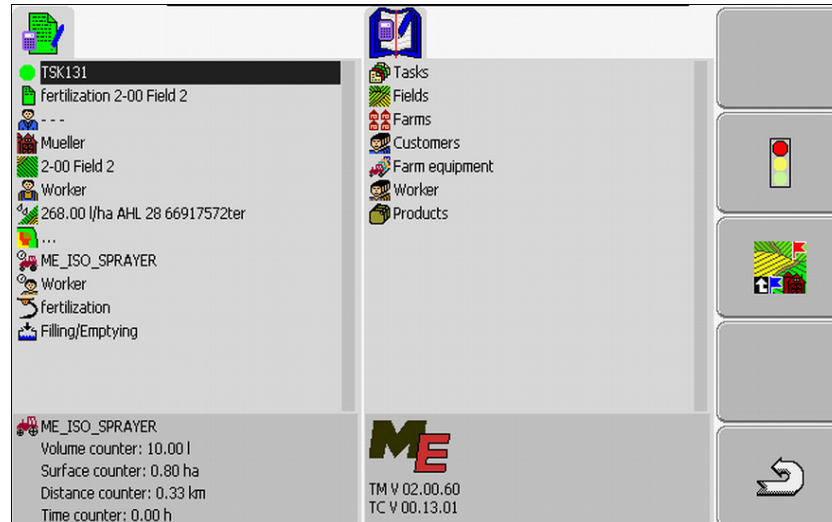 TSK131
fertilization 2-00 Field 2
- - -
Mueller
2-00 Field 2
Worker
268.00 l/ha AHL 28 66917572ter
...
ME_ISO_SPRAYER
Worker
fertilization
Filling/Emptying
ME_ISO_SPRAYER
Volume counter: 10.00 l
Surface counter: 0.80 ha
Distance counter: 0.33 km
Time counter: 0.00 h
Tasks
Fields
Farms
Customers
Farm equipment
Worker
Products
ME
TM V 02.00.60
TC V 00.13.01